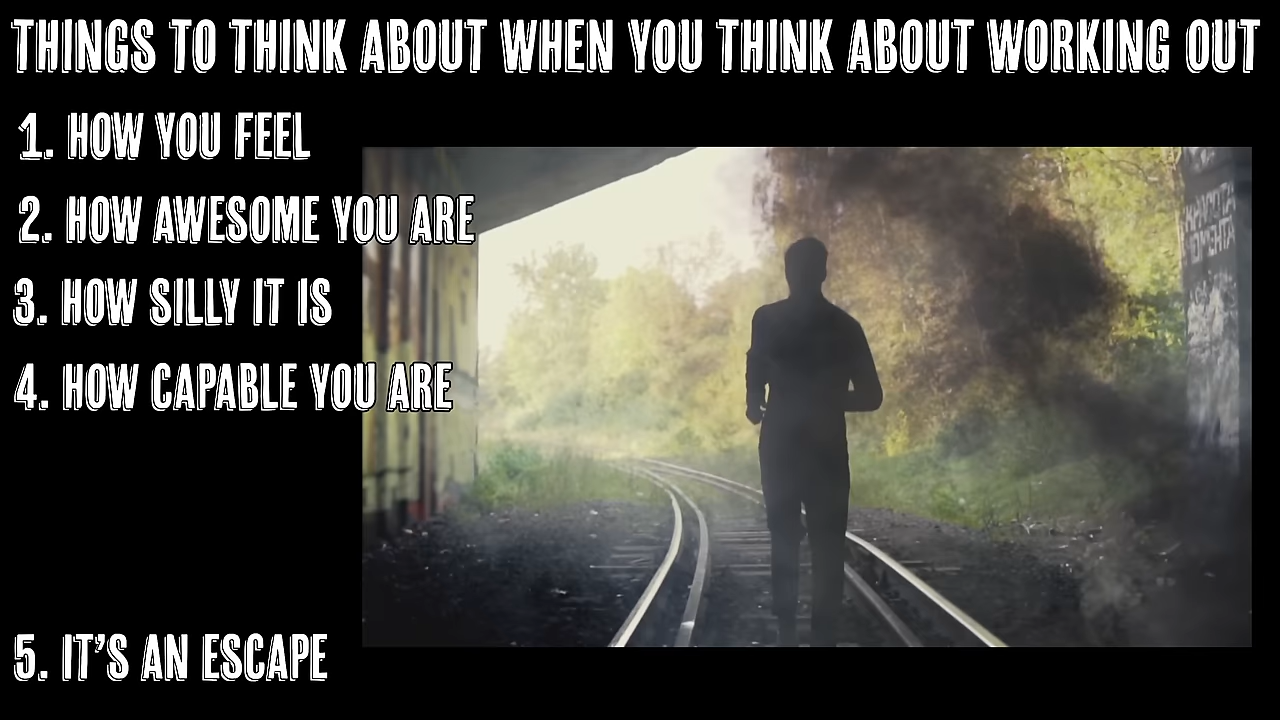 THINGS TO THINK ABOUT WHEN YOU THINK ABOUT WORKING OUT
1. HOW YOU FEEL
2. HOW AWESOME YOU ARE
3. HOW SILLY IT IS
4. HOW CAPABLE YOU ARE
5. IT'S AN ESCAPE